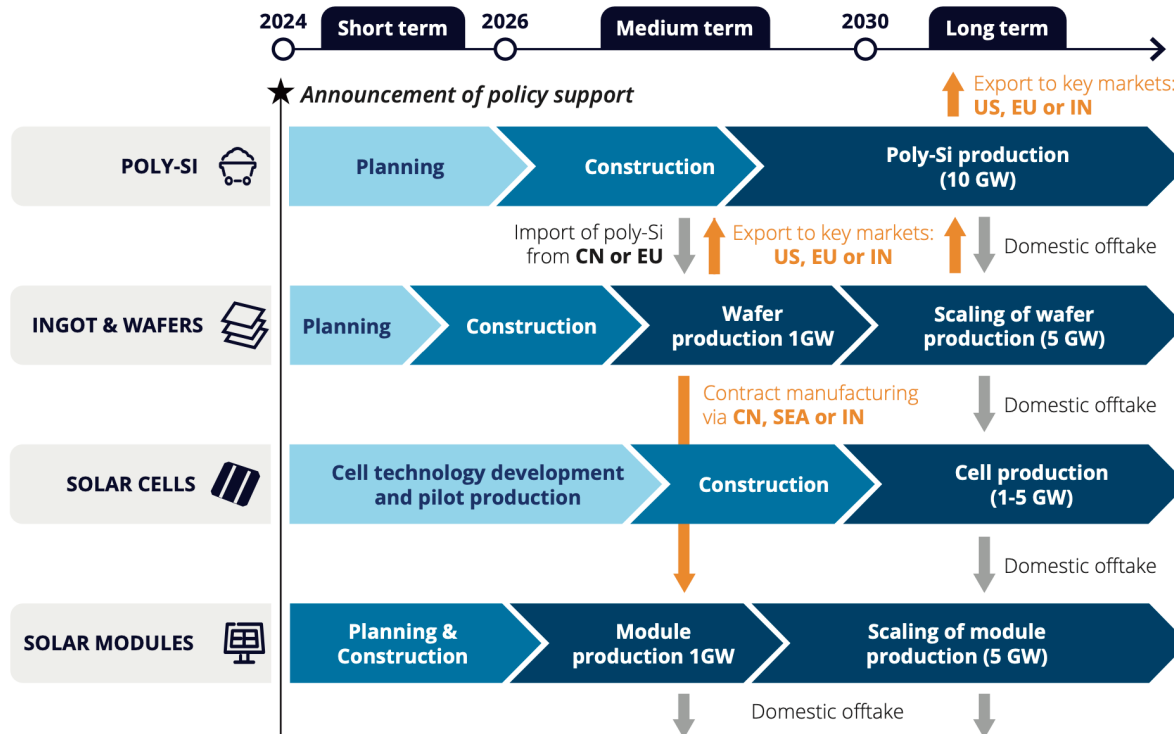 2024
Short term
2026
Medium term
2030
Long term
Announcement of policy support
Export to key markets:
US, EU or IN
POLY-SI
Planning
Construction
Poly-Si production
(10 GW)
Import of poly-Si
from CN or EU
Export to key markets:
US, EU or IN
Domestic offtake
INGOT & WAFERS
Planning
Construction
Wafer
production 1GW
Scaling of wafer
production (5 GW)
Contract manufacturing
via CN, SEA or IN
Domestic offtake
SOLAR CELLS
Cell technology development
and pilot production
Construction
Cell production
(1-5 GW)
Domestic offtake
SOLAR MODULES
Planning &
Construction
Module
production 1GW
Scaling of module
production (5 GW)
Domestic offtake